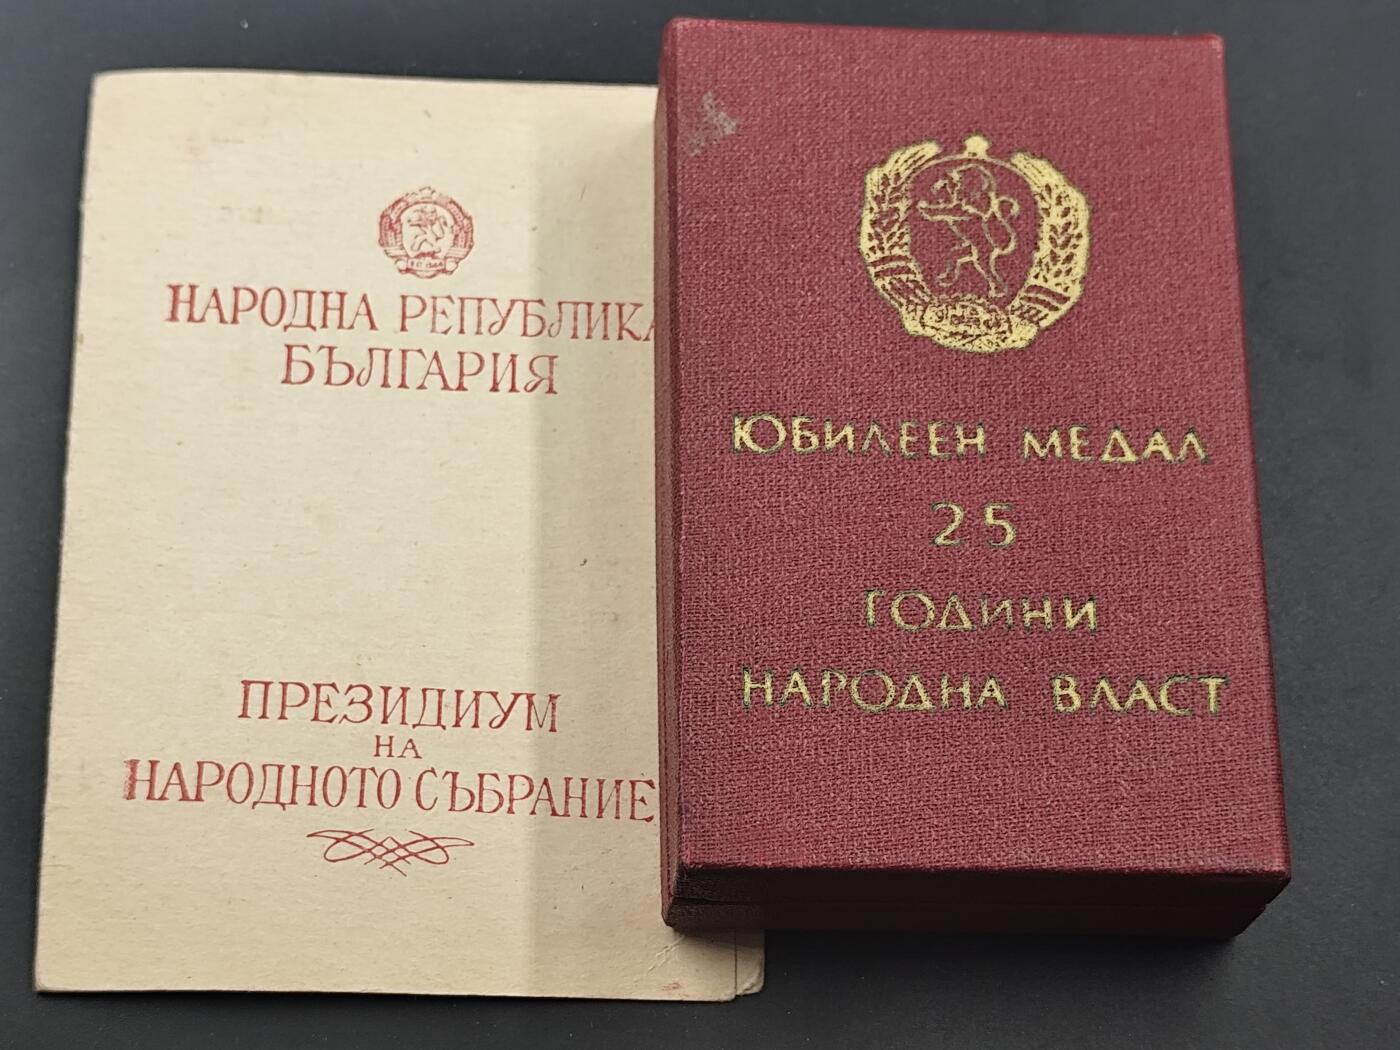 НАРОДНА РЕПУБЛИКА
БЪЛГАРИЯ
ПРЕЗИДИУМ
НА
НАРОДНОТО СЪБРАНИЕ
ЮБИЛЕЕН МЕДАЛ
25
ГОДИНИ
НАРОДНА ВЛАСТ